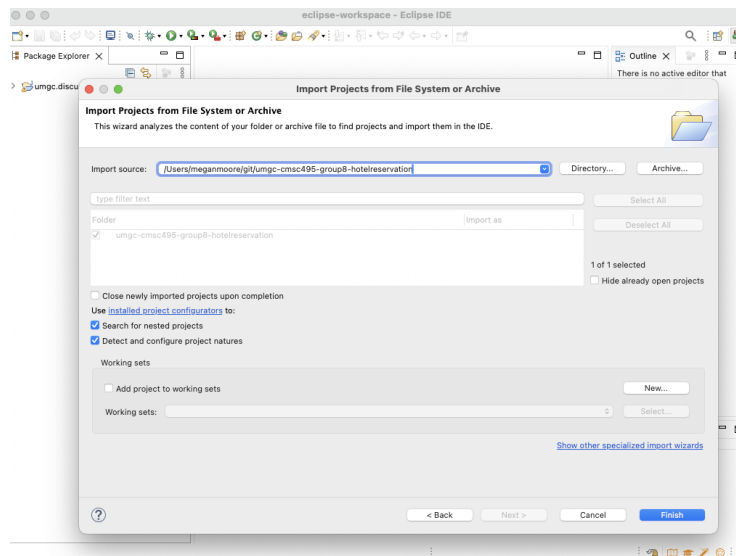 eclipse-workspace - Eclipse IDE
Package Explorer
Outline
There is no active editor that
umgc.discu
Import Projects from File System or Archive
Import Projects from File System or Archive
This wizard analyzes the content of your folder or archive file to find projects and import them in the IDE.
Import source: /Users/meganmoore/git/umgc-cmsc495-group8-hotelreservation Directory... Archive...
type filter text Select All
Folder Import as Deselect All
umgc-cmsc495-group8-hotelreservation
1 of 1 selected
Hide already open projects
Close newly imported projects upon completion
Use installed project configurators to:
Search for nested projects
Detect and configure project natures
Working sets
Add project to working sets New...
Working sets: Select...
Show other specialized import wizards
? < Back Next > Cancel Finish